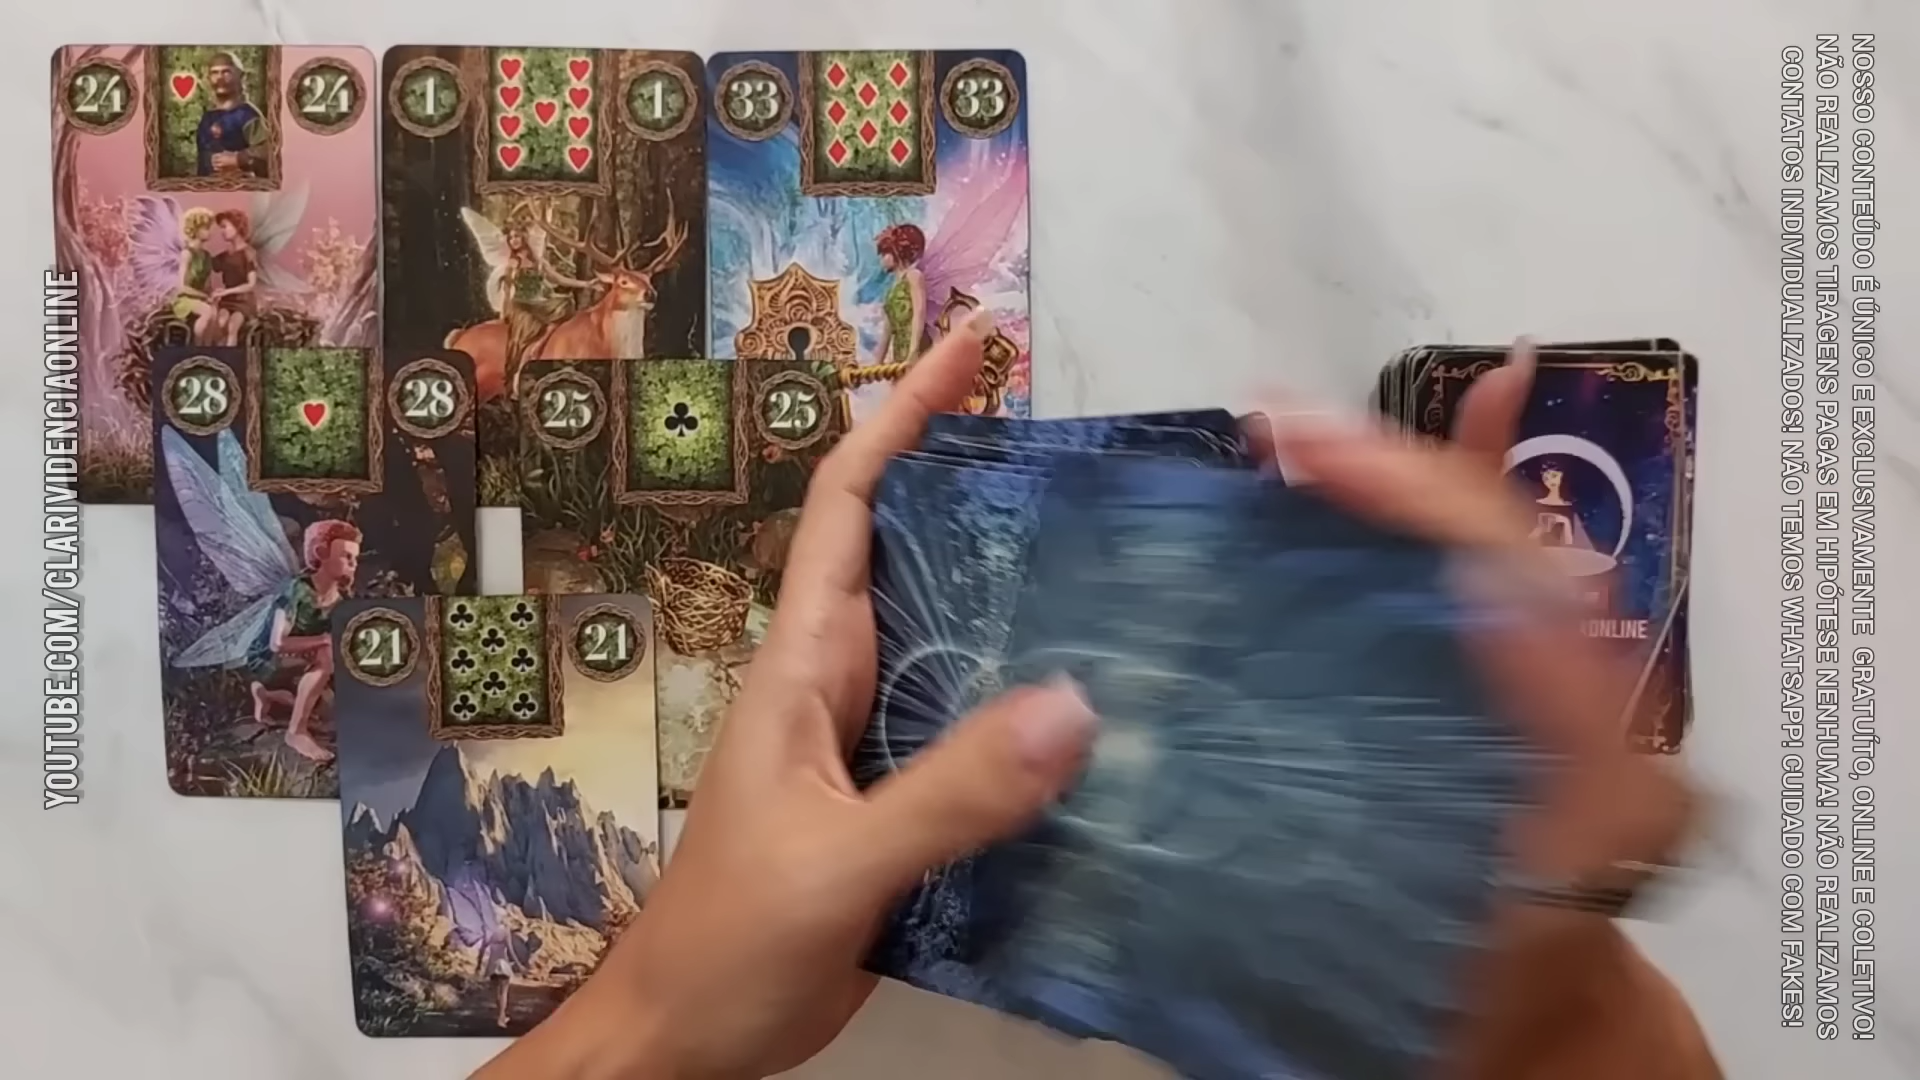 24 24
1 1
33 33
28 28
25 25
21 21
YOUTUBE.COM/CLARIVIDENCIAONLINE
ONLINE
NOSSO CONTEÚDO É ÚNICO E EXCLUSIVAMENTE GRATUÍTO, ONLINE E COLETIVO!
NÃO REALIZAMOS TIRAGENS PAGAS EM HIPÓTESE NENHUMA! NÃO REALIZAMOS
CONTATOS INDIVIDUALIZADOS! NÃO TEMOS WHATSAPP! CUIDADO COM FAKES!